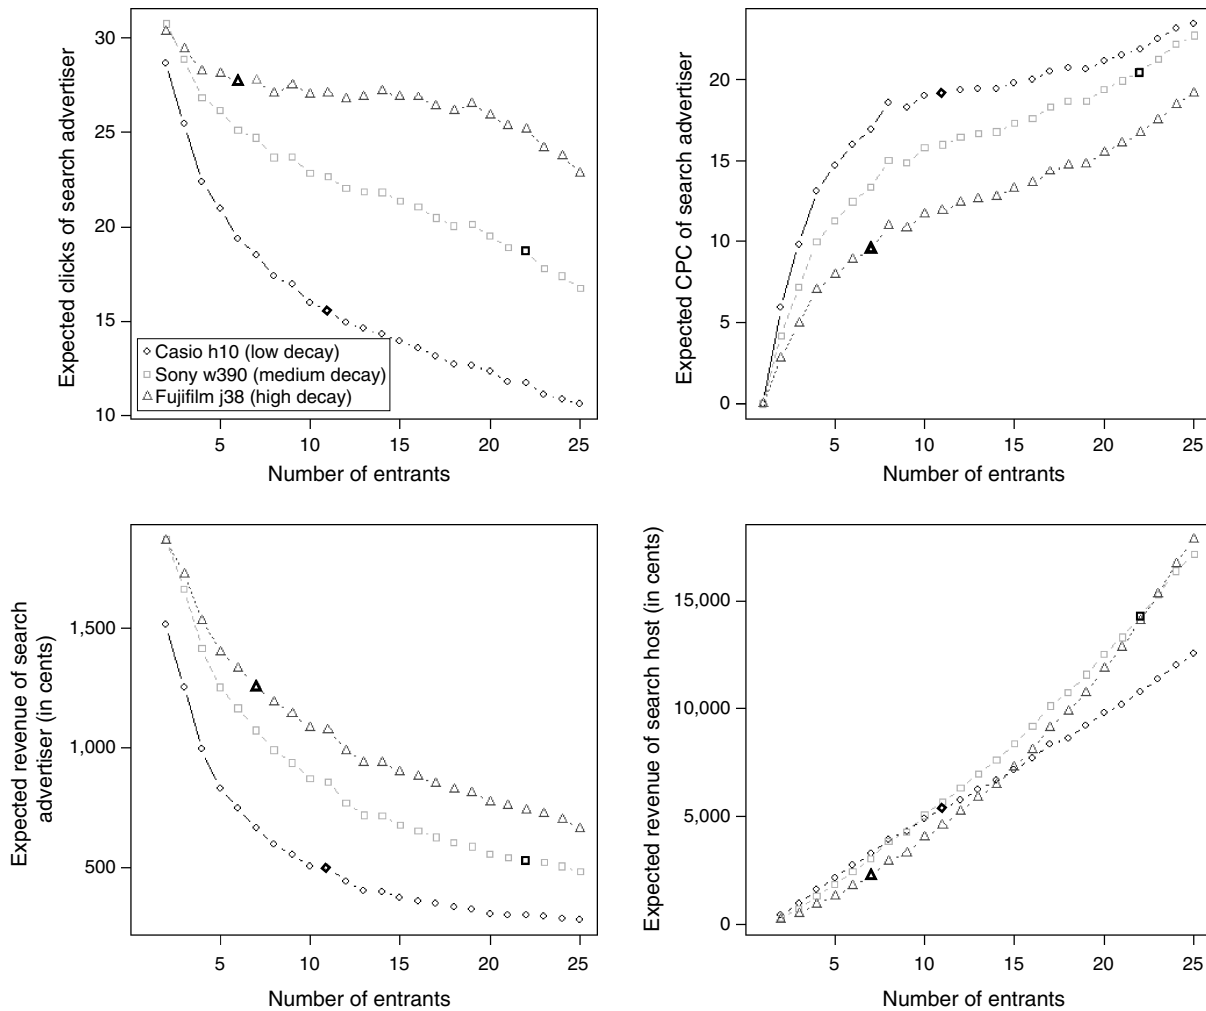 Expected clicks of search advertiser
30
25
20
15
10
Casio h10 (low decay)
Sony w390 (medium decay)
Fujifilm j38 (high decay)
5 10 15 20 25
Number of entrants
Expected CPC of search advertiser
20
15
10
5
0
5 10 15 20 25
Number of entrants
Expected revenue of search
advertiser (in cents)
1,500
1,000
500
5 10 15 20 25
Number of entrants
Expected revenue of search host (in cents)
15,000
10,000
5,000
0
5 10 15 20 25
Number of entrants